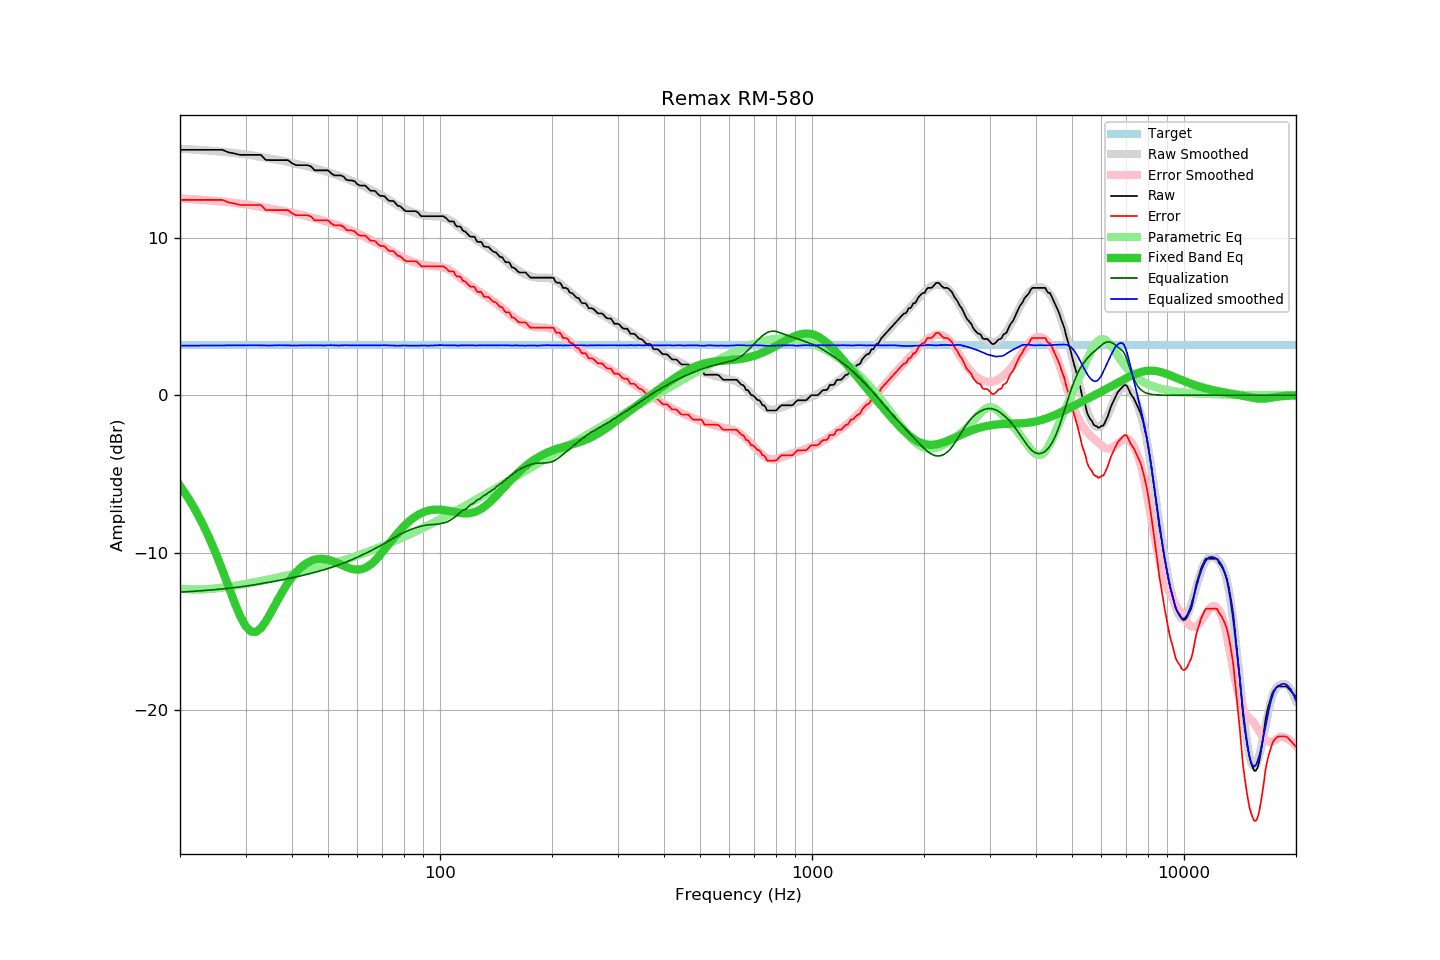 Remax RM-580
Target
Raw Smoothed
Error Smoothed
Raw
Error
Parametric Eq
Fixed Band Eq
Equalization
Equalized smoothed
10
0
−10
−20
Amplitude (dBr)
100
1000
10000
Frequency (Hz)